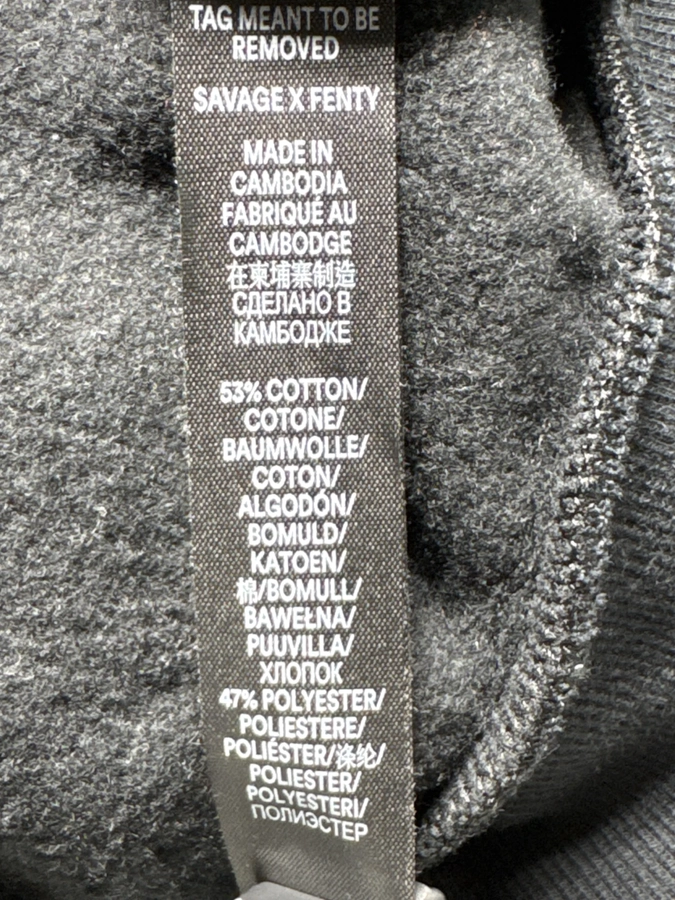 TAG MEANT TO BE
REMOVED
SAVAGE X FENTY
MADE IN
CAMBODIA
FABRIQUÉ AU
CAMBODGE
在柬埔寨制造
СДЕЛАНО В
КАМБОДЖЕ
53% COTTON/
COTONE/
BAUMWOLLE/
COTON/
ALGODÓN/
BOMULD/
KATOEN/
棉/BOMULL/
BAWEŁNA/
PUUVILLA/
ХЛОПОК
47% POLYESTER/
POLIESTERE/
POLIÉSTER/涤纶/
POLIESTER/
POLYESTERI/
ПОЛИЭСТЕР